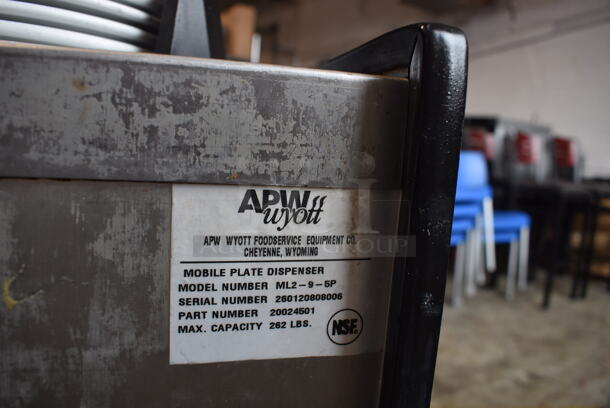 APW
wyott
APW WYOTT FOODSERVICE EQUIPMENT CO.
CHEYENNE, WYOMING
MOBILE PLATE DISPENSER
MODEL NUMBER ML2-9-5P
SERIAL NUMBER 260120808006
PART NUMBER 20024501
MAX. CAPACITY 262 LBS.
NSF